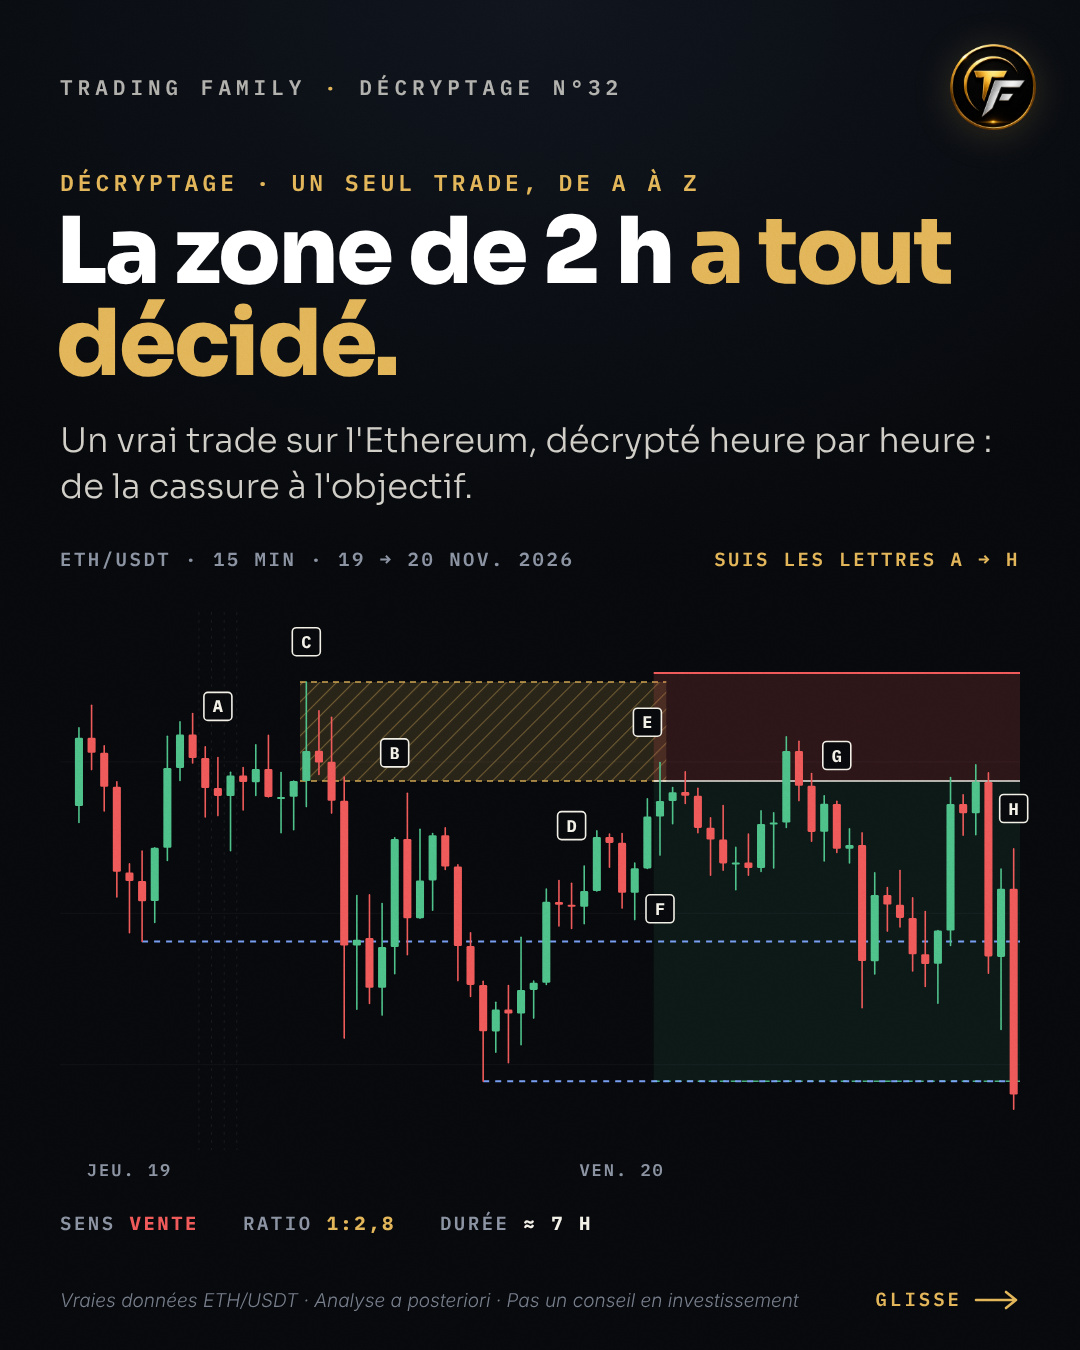 TRADING FAMILY · DÉCRYPTAGE N°32
TF
DÉCRYPTAGE · UN SEUL TRADE, DE A À Z
La zone de 2 h a tout
décidé.
Un vrai trade sur l'Ethereum, décrypté heure par heure :
de la cassure à l'objectif.
ETH/USDT · 15 MIN · 19 → 20 NOV. 2026
SUIS LES LETTRES A → H
C
A
E
B
G
H
D
F
JEU. 19
VEN. 20
SENS VENTE RATIO 1:2,8 DURÉE ≈ 7 H
Vraies données ETH/USDT · Analyse a posteriori · Pas un conseil en investissement
GLISSE →